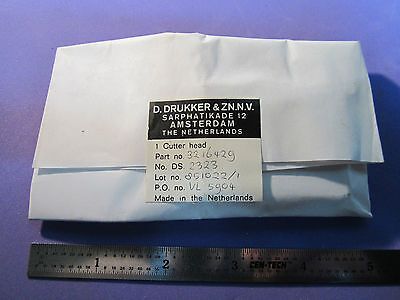 D. DRUKKER & ZN. N.V.
SARPHATIKADE 12
AMSTERDAM
THE NETHERLANDS
1 Cutter head
Part no. 3216429
No. DS 2323
Lot no. 851022/1
P.O. no. VL 5904
Made in the Netherlands
1 2 3 4 5
CEN-TECH